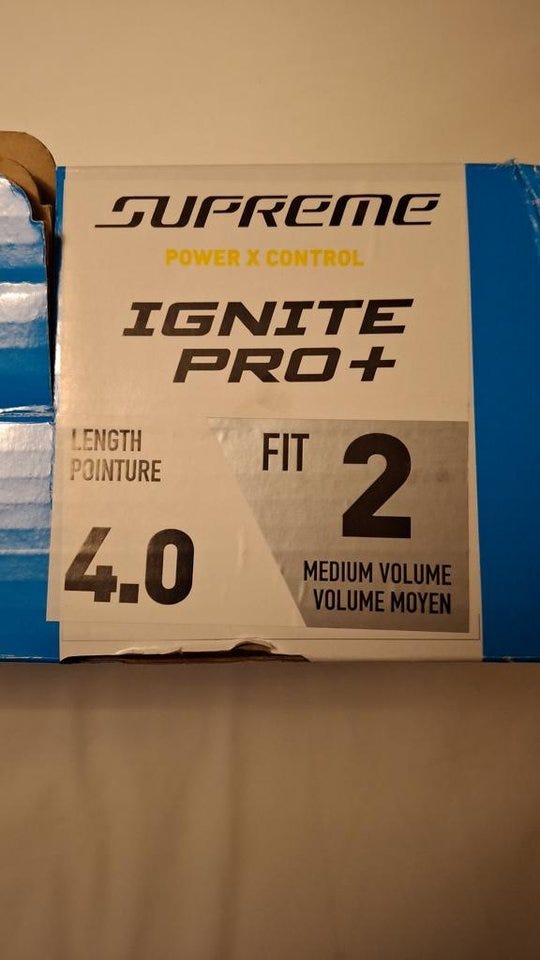 SUPREME
POWER X CONTROL
IGNITE
PRO+
LENGTH
POINTURE
4.0
FIT 2
MEDIUM VOLUME
VOLUME MOYEN